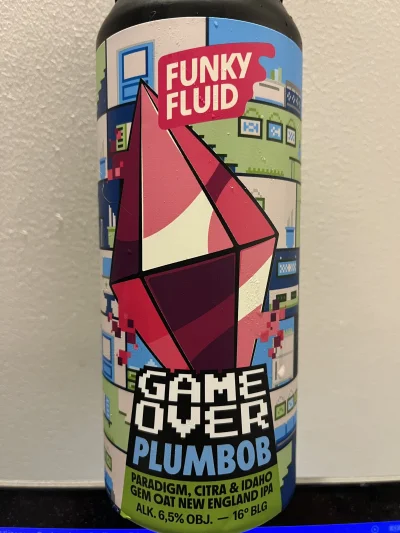 FUNKY
FLUID
GAME
OVER
PLUMBOB
PARADIGM, CITRA & IDAHO
GEM OAT NEW ENGLAND IPA
ALK. 6,5% OBJ. — 16° BLG